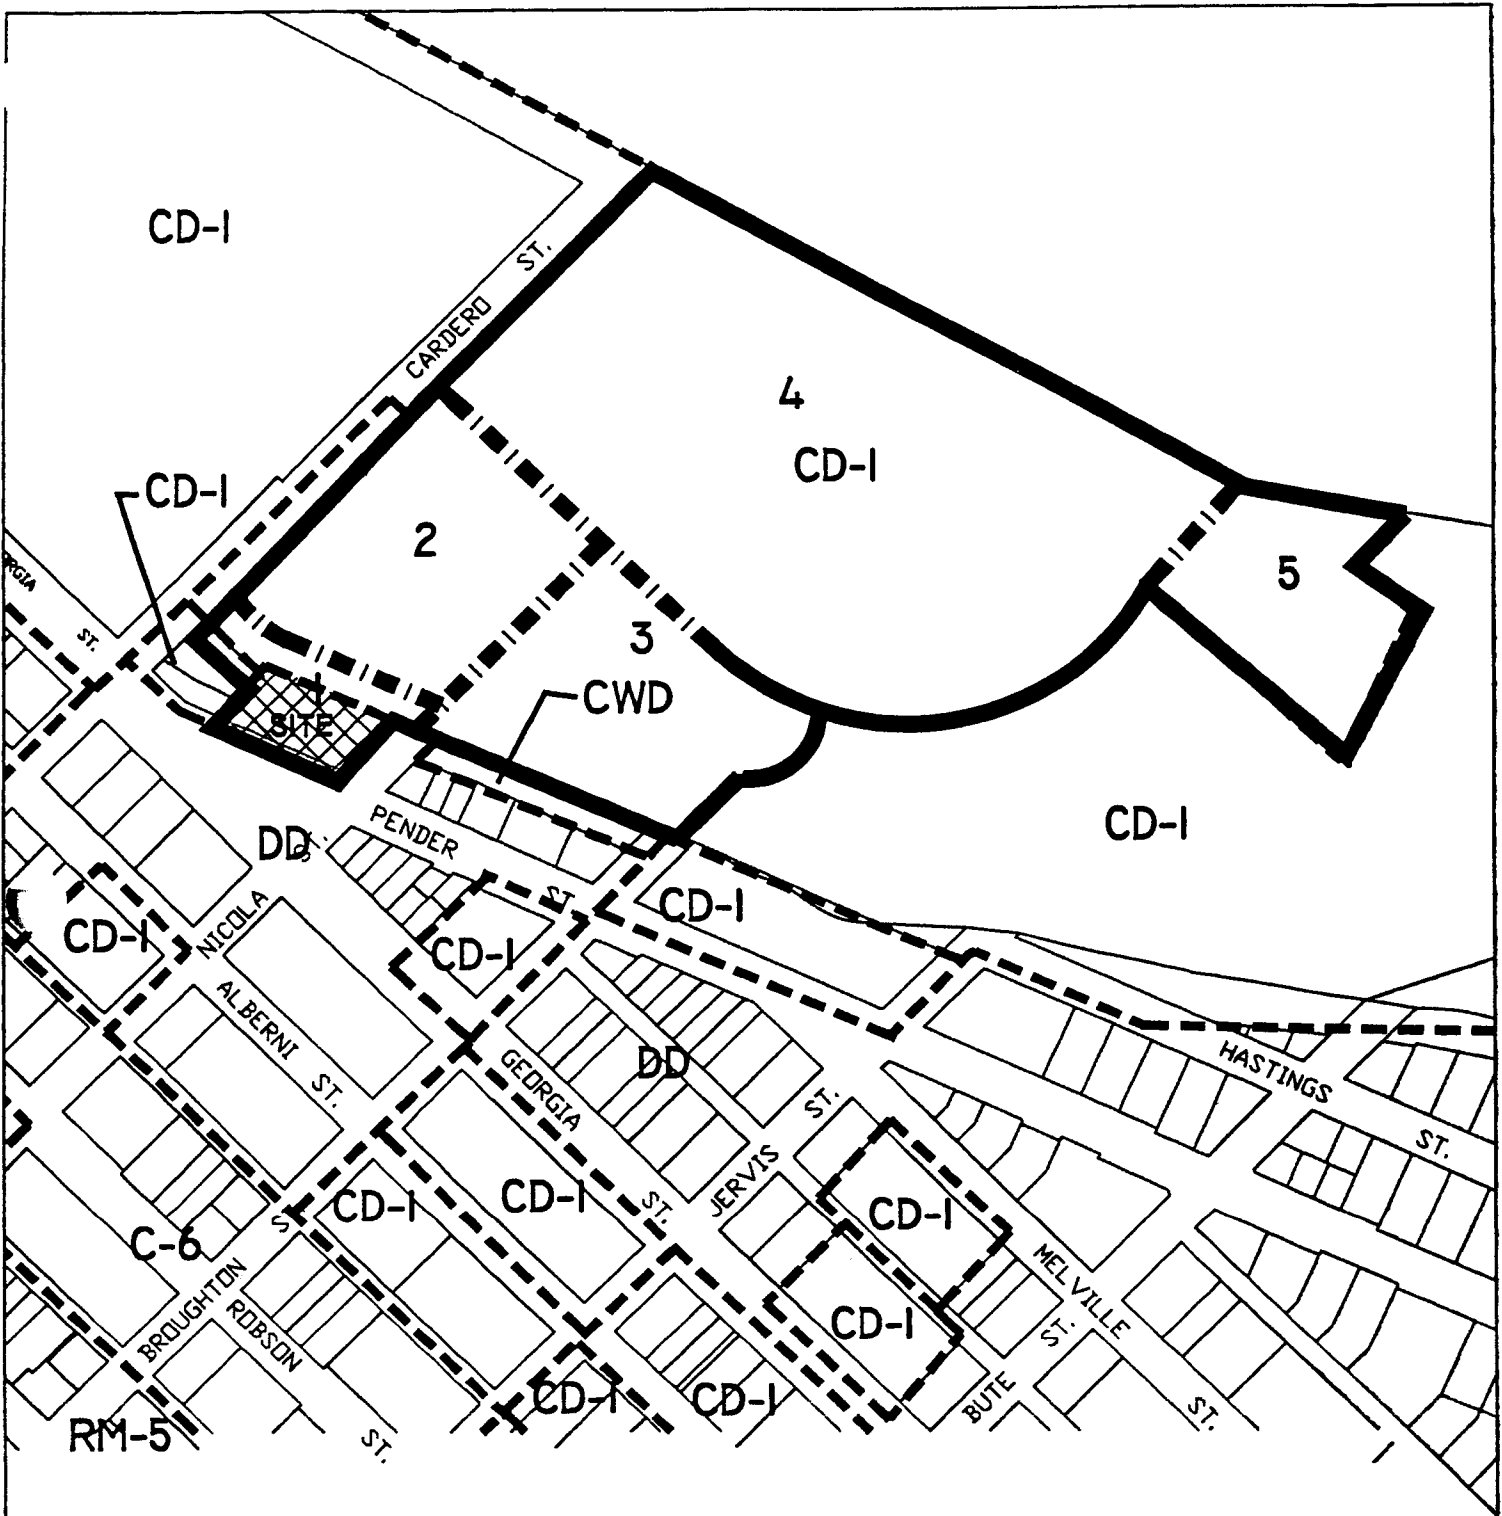 CD-1
CARDERO ST.
4
CD-1
CD-1
2
5
RGIA ST.
3
CWD
SITE
PENDER ST.
CD-1
DD
ST.
CD-1
CD-1
CD-1
NICOLA
ALBERNI ST.
GEORGIA ST.
DD
HASTINGS ST.
JERVIS ST.
CD-1
CD-1
CD-1
C-6
S
MELVILLE ST.
CD-1
BROUGHTON
ROBSON ST.
CD-1
CD-1
BUTE ST.
RM-5